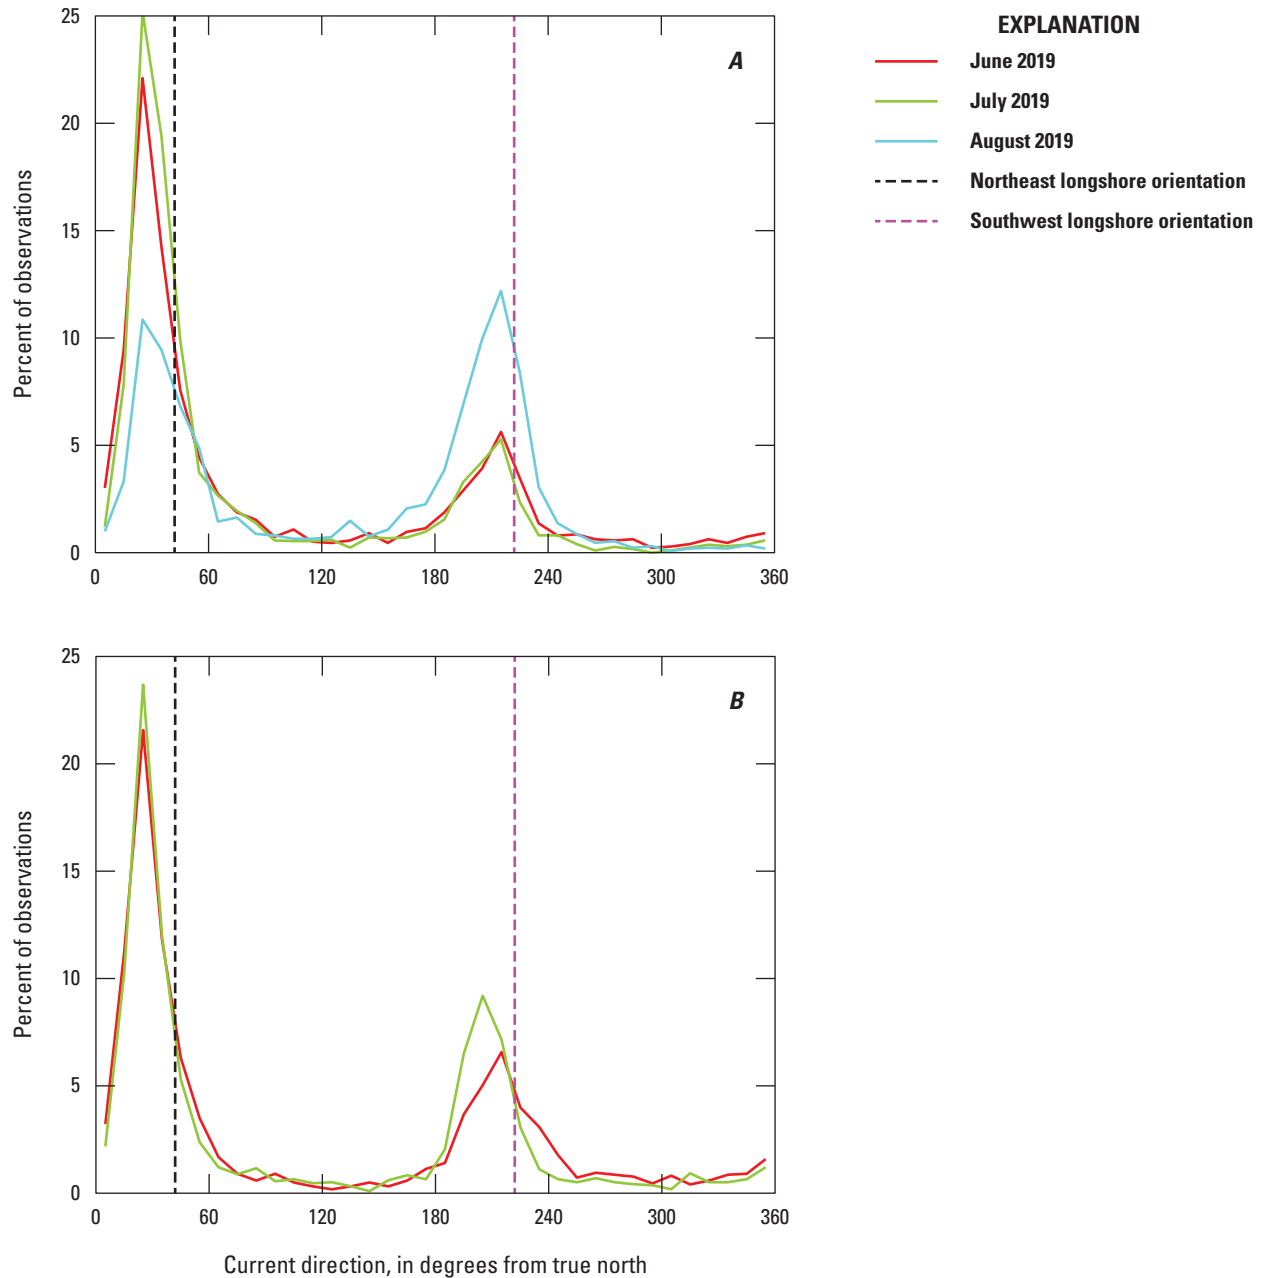 EXPLANATION
June 2019
July 2019
August 2019
Northeast longshore orientation
Southwest longshore orientation
A
Percent of observations
25
20
15
10
5
0
0 60 120 180 240 300 360
B
Percent of observations
25
20
15
10
5
0
0 60 120 180 240 300 360
Current direction, in degrees from true north